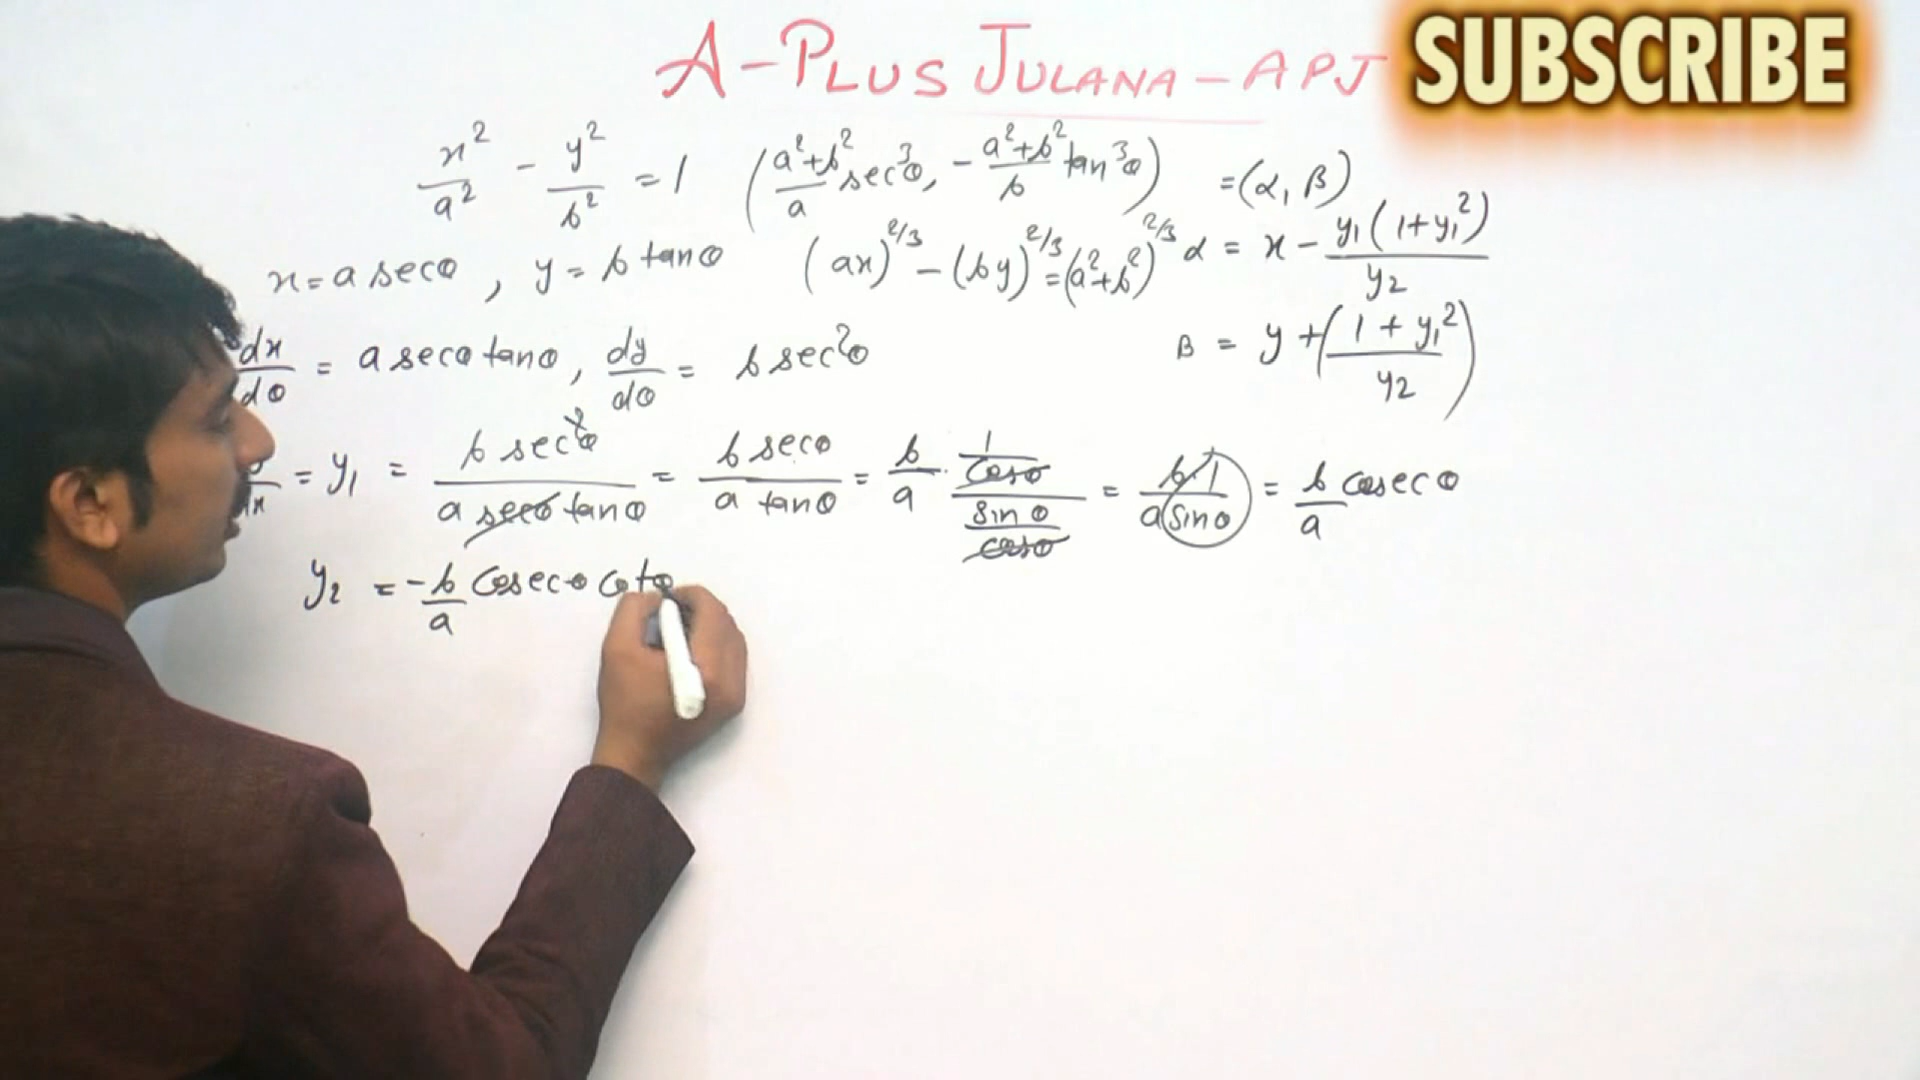 A-PLUS JULANA-APJ SUBSCRIBE
x²/a² - y²/b² = 1 (a²+b²/a sec³θ, - a²+b²/b tan³θ) = (α, β)
x = a secθ, y = b tanθ (ax)^2/3 - (by)^2/3 = (a²+b²)^2/3 α = x - y₁(1+y₁²)/y₂
dx/dθ = a secθ tanθ, dy/dθ = b sec²θ β = y + (1+y₁²/y₂)
= y₁ = b sec²θ/a secθ tanθ = b secθ/a tanθ = b/a · 1/cosθ / sinθ/cosθ = b·1/a sinθ = b/a cosecθ
y₂ = -b/a cosecθ cotθ